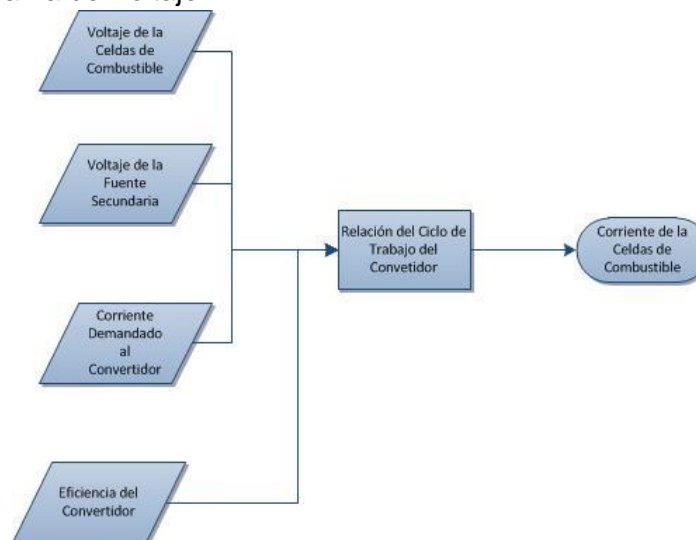 Voltaje de la
Celdas de
Combustible
Voltaje de la
Fuente
Secundaria
Relación del Ciclo de
Trabajo del
Convetidor
Corriente de la
Celdas de
Combustible
Corriente
Demandado
al
Convertidor
Eficiencia del
Convertidor